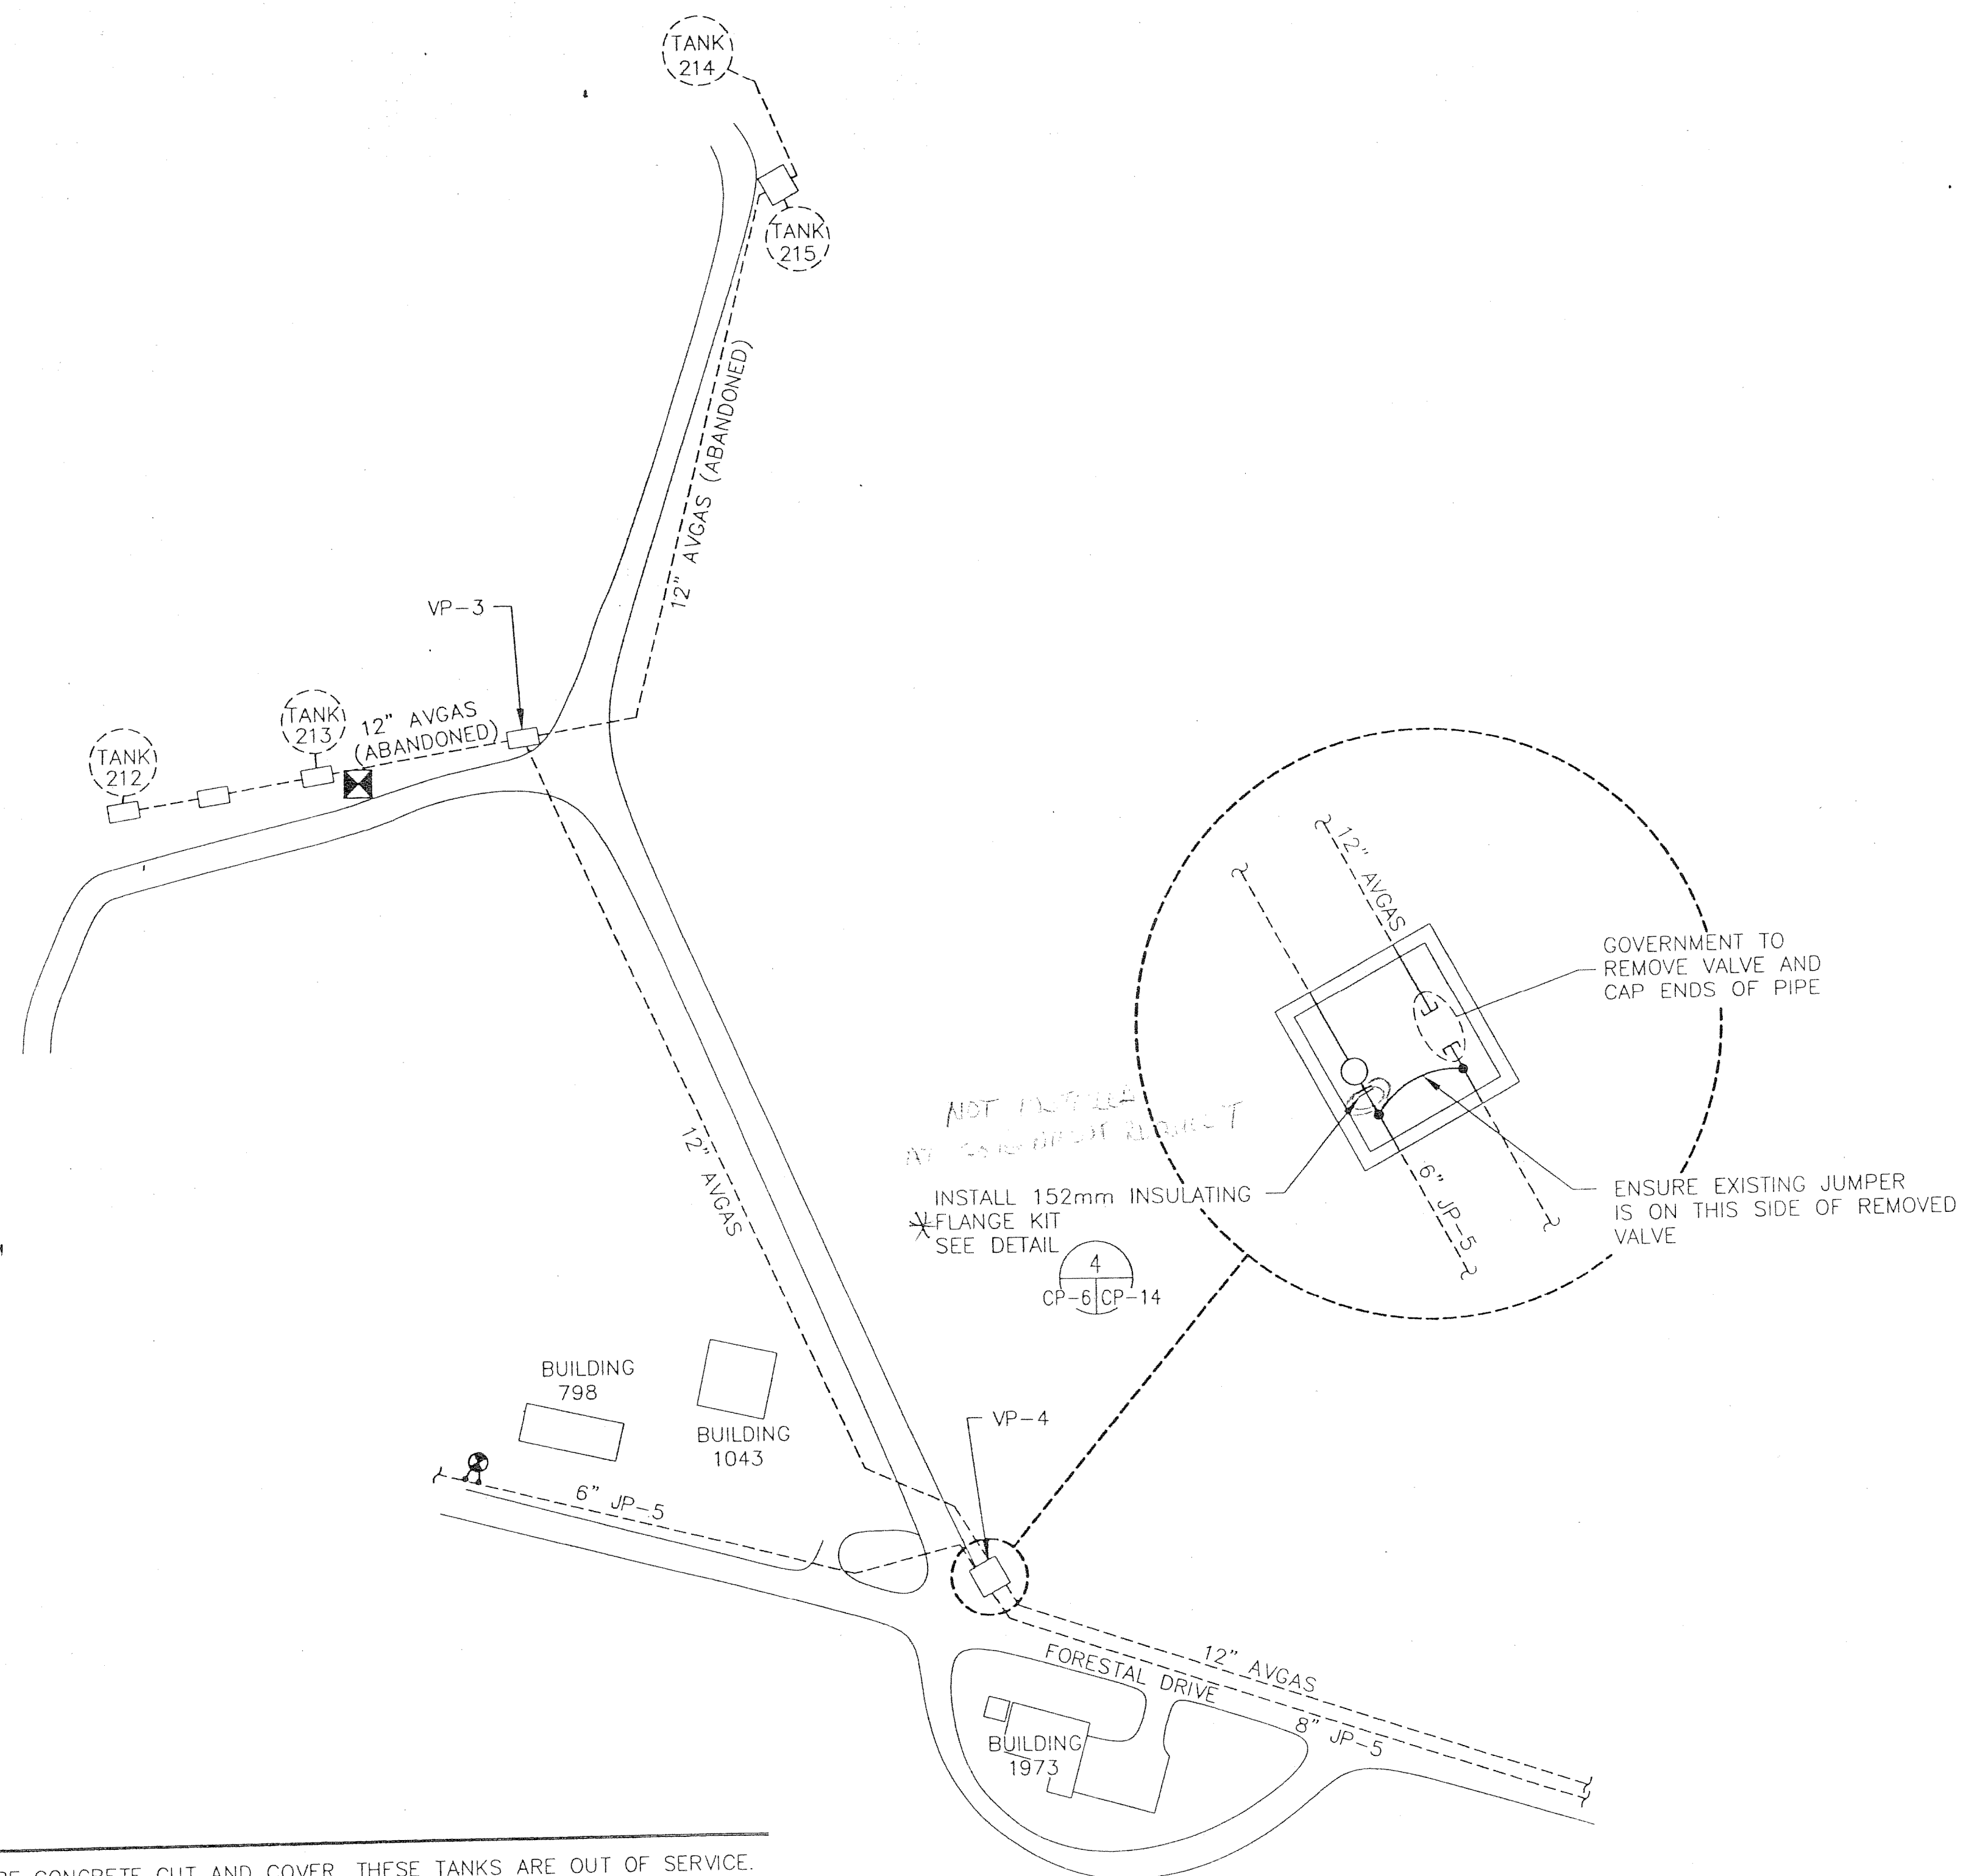 TANK
214
TANK
215
12" AVGAS (ABANDONED)
VP-3
TANK
213
12" AVGAS
(ABANDONED)
TANK
212
12" AVGAS
GOVERNMENT TO
REMOVE VALVE AND
CAP ENDS OF PIPE
NOT
AT
12" AVGAS
INSTALL 152mm INSULATING
FLANGE KIT
SEE DETAIL
4
CP-6 CP-14
6" JP-5
ENSURE EXISTING JUMPER
IS ON THIS SIDE OF REMOVED
VALVE
BUILDING
798
BUILDING
1043
VP-4
6" JP-5
12" AVGAS
FORESTAL DRIVE
8" JP-5
BUILDING
1973
CONCRETE CUT AND COVER. THESE TANKS ARE OUT OF SERVICE.